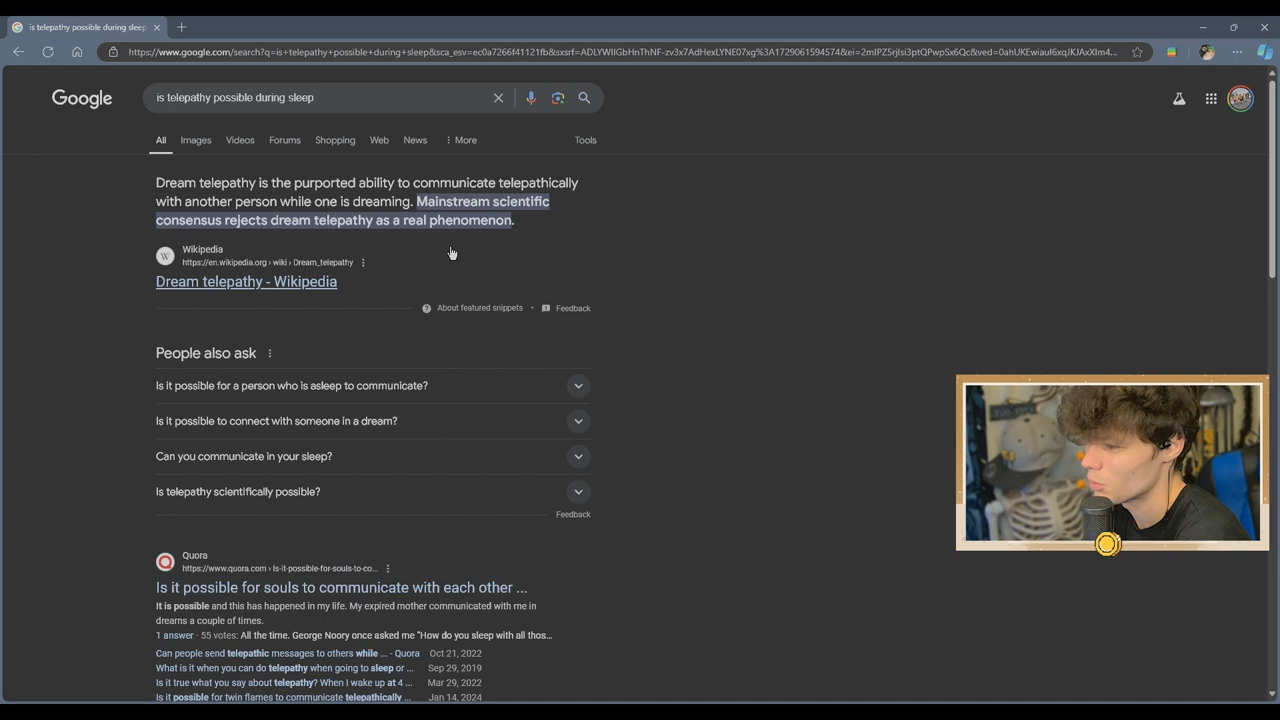 is telepathy possible during sleep
https://www.google.com/search?q=is+telepathy+possible+during+sleep&sca_esv=ec0a7266f41121fb&sxsrf=ADLYWIIGbHnThNF-zv3x7AdHexLYNE07xg%3A1729061594574&ei=2mIPZ5rjIsi3ptQPwpSx6Qc&ved=0ahUKEwiauI6xqJKJAxXIm4...
Google
is telepathy possible during sleep
All Images Videos Forums Shopping Web News More Tools
Dream telepathy is the purported ability to communicate telepathically
with another person while one is dreaming. Mainstream scientific
consensus rejects dream telepathy as a real phenomenon.
W
Wikipedia
https://en.wikipedia.org › wiki › Dream_telepathy
Dream telepathy - Wikipedia
About featured snippets • Feedback
People also ask
Is it possible for a person who is asleep to communicate?
Is it possible to connect with someone in a dream?
Can you communicate in your sleep?
Is telepathy scientifically possible?
Feedback
Quora
https://www.quora.com › Is-it-possible-for-souls-to-co...
Is it possible for souls to communicate with each other ...
It is possible and this has happened in my life. My expired mother communicated with me in
dreams a couple of times.
1 answer · 55 votes: All the time. George Noory once asked me "How do you sleep with all thos...
Can people send telepathic messages to others while ... - Quora Oct 21, 2022
What is it when you can do telepathy when going to sleep or ... Sep 29, 2019
Is it true what you say about telepathy? When I wake up at 4 ... Mar 29, 2022
Is it possible for twin flames to communicate telepathically ... Jan 14, 2024